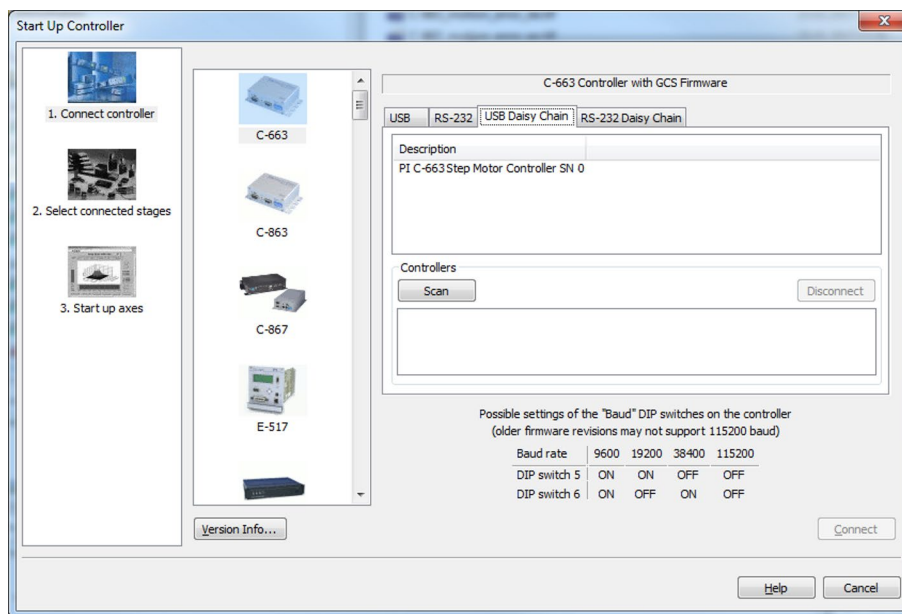 Start Up Controller
1. Connect controller
2. Select connected stages
3. Start up axes
C-663
C-863
C-867
E-517
Version Info...
C-663 Controller with GCS Firmware
USB RS-232 USB Daisy Chain RS-232 Daisy Chain
Description
PI C-663 Step Motor Controller SN 0
Controllers
Scan Disconnect
Possible settings of the "Baud" DIP switches on the controller
(older firmware revisions may not support 115200 baud)
Baud rate 9600 19200 38400 115200
DIP switch 5 ON ON OFF OFF
DIP switch 6 ON OFF ON OFF
Connect
Help Cancel